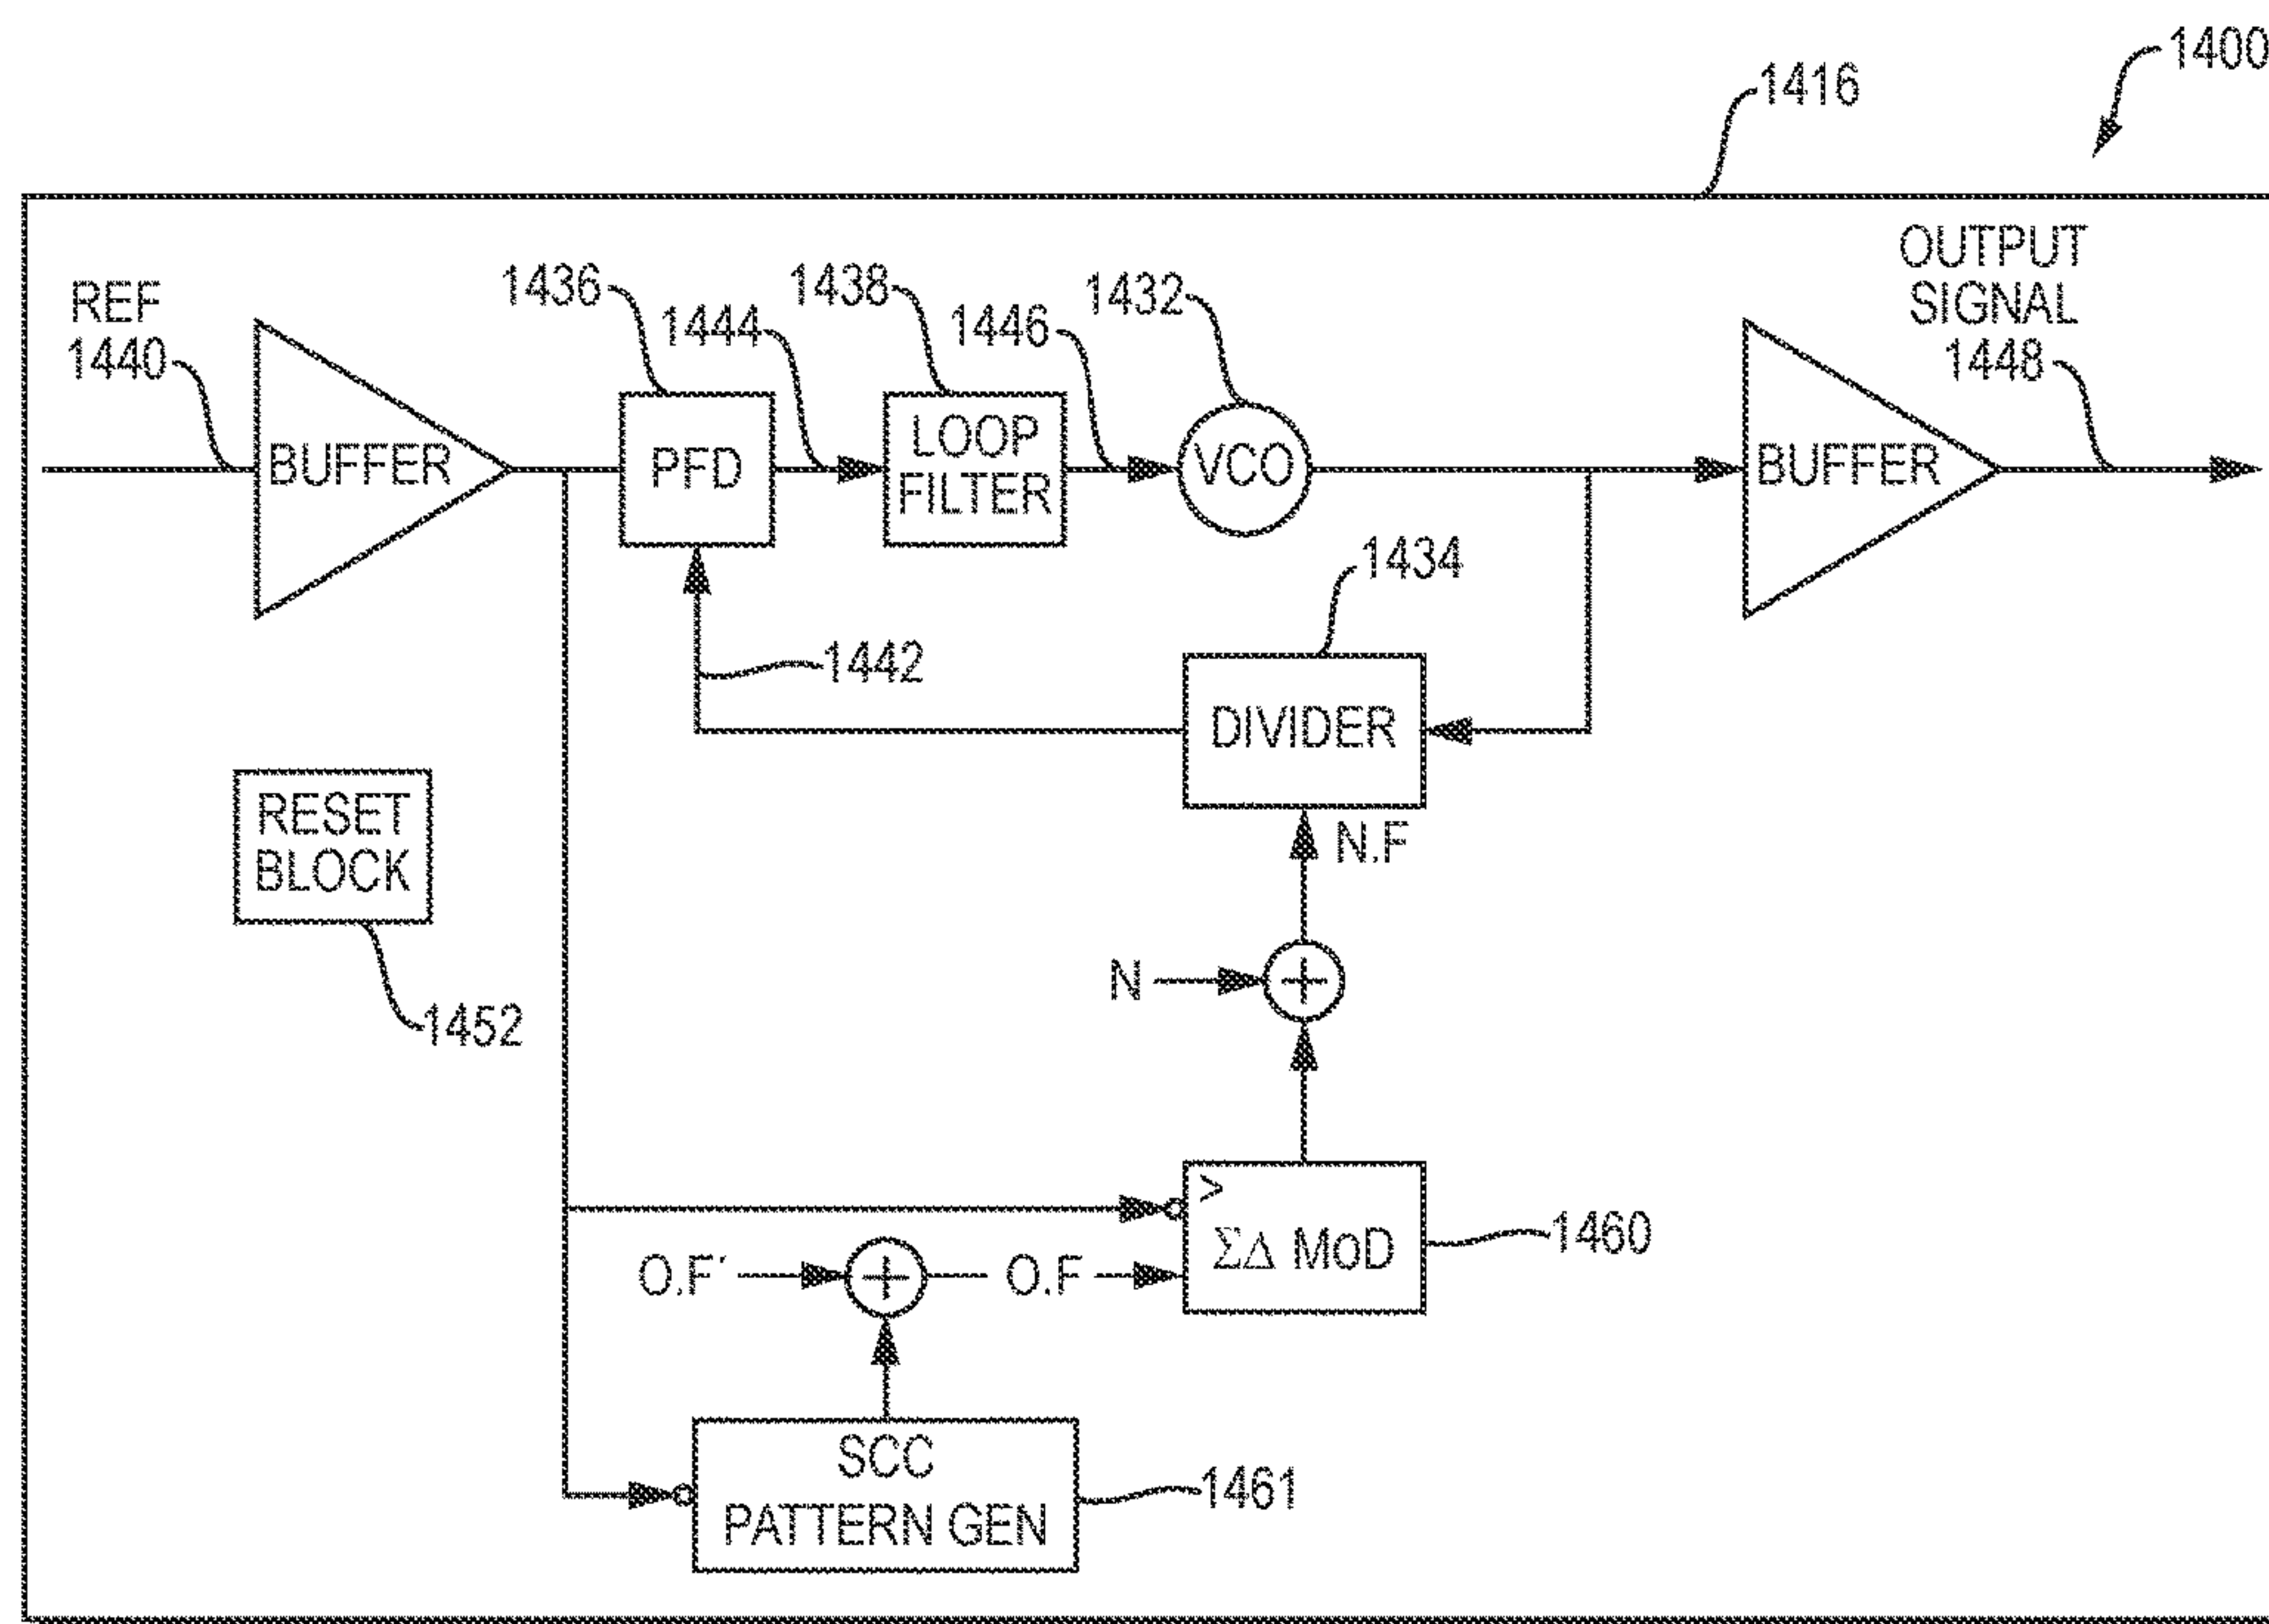 1400
1416
OUTPUT
SIGNAL
1448
REF
1440
1436
1444
1438
1446
1432
BUFFER
PFD
LOOP
FILTER
VCO
BUFFER
1434
1442
DIVIDER
RESET
BLOCK
1452
N.F
N
+
>
ΣΔ MoD
1460
O.F'
+
O.F
SCC
PATTERN GEN
1461